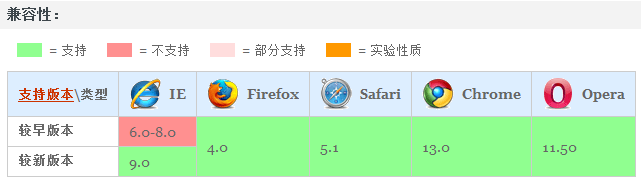 兼容性：
= 支持 = 不支持 = 部分支持 = 实验性质
支持版本\类型 IE Firefox Safari Chrome Opera
较早版本 6.0-8.0
4.0 5.1 13.0 11.50
较新版本 9.0